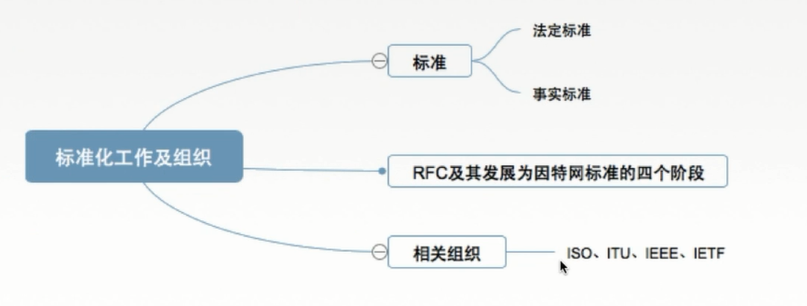 法定标准
标准
事实标准
标准化工作及组织
RFC及其发展为因特网标准的四个阶段
相关组织
ISO、ITU、IEEE、IETF